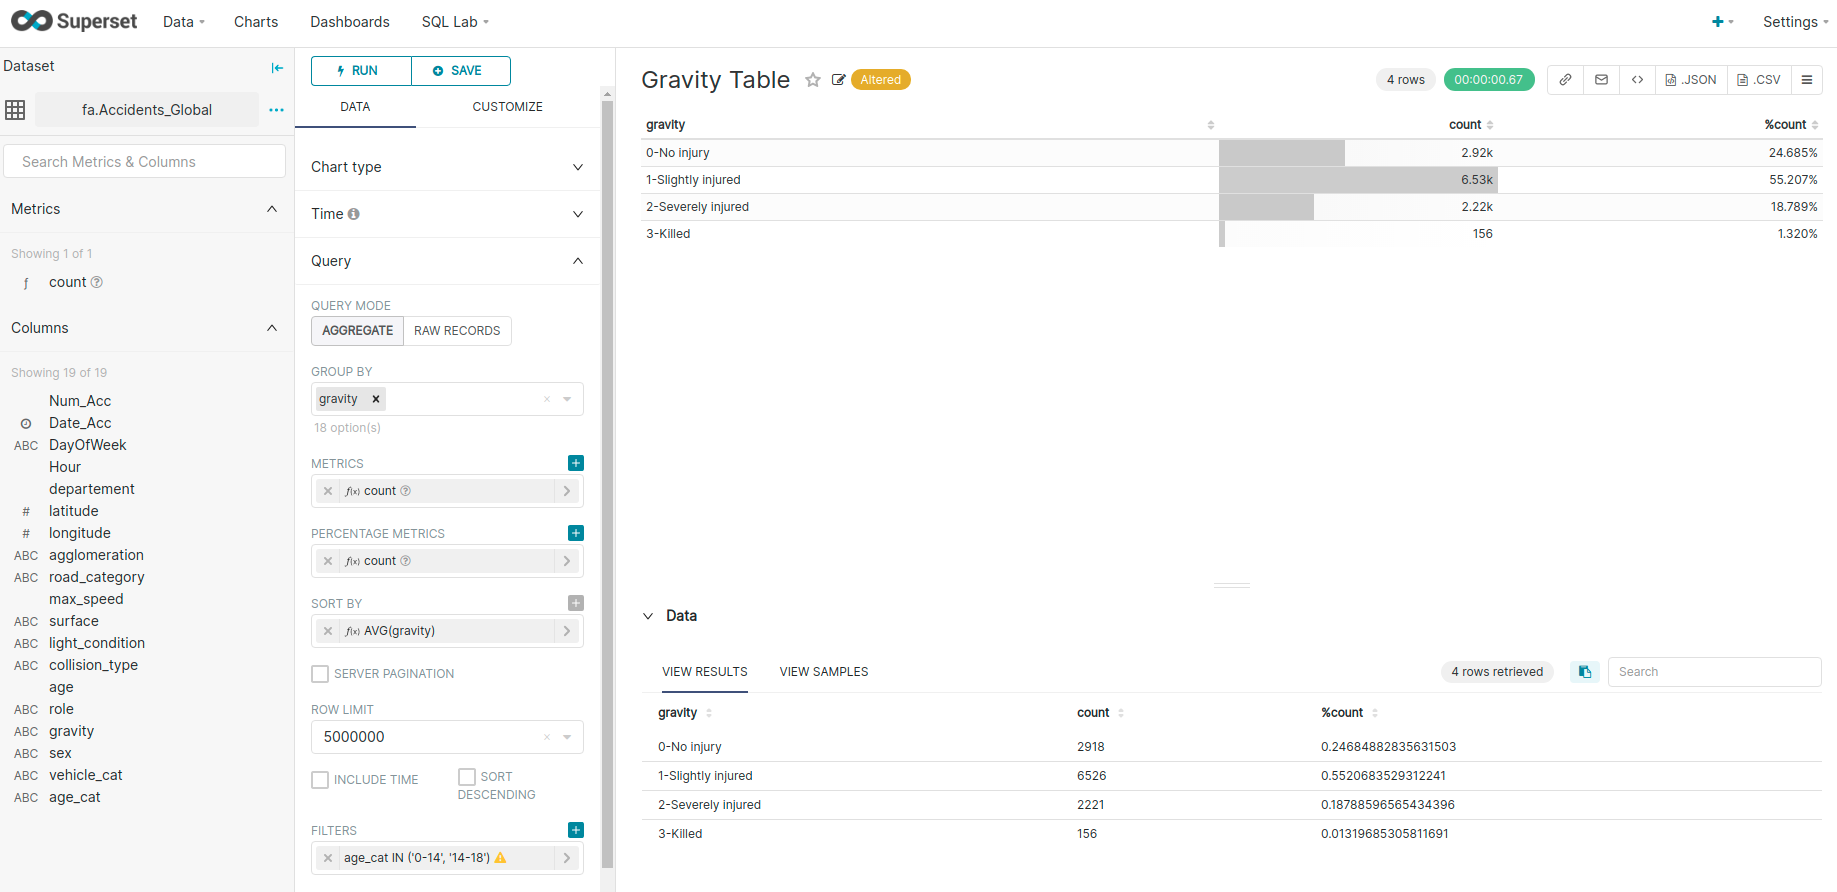 Superset Data Charts Dashboards SQL Lab + Settings
Dataset
fa.Accidents_Global
Search Metrics & Columns
Metrics
Showing 1 of 1
ƒ count
Columns
Showing 19 of 19
Num_Acc
Date_Acc
ABC DayOfWeek
Hour
departement
# latitude
# longitude
ABC agglomeration
ABC road_category
max_speed
ABC surface
ABC light_condition
ABC collision_type
age
ABC role
ABC gravity
ABC sex
ABC vehicle_cat
ABC age_cat
RUN SAVE
DATA CUSTOMIZE
Chart type
Time
Query
QUERY MODE
AGGREGATE RAW RECORDS
GROUP BY
gravity
18 option(s)
METRICS
ƒ(x) count
PERCENTAGE METRICS
ƒ(x) count
SORT BY
ƒ(x) AVG(gravity)
SERVER PAGINATION
ROW LIMIT
5000000
INCLUDE TIME
SORT
DESCENDING
FILTERS
age_cat IN ('0-14', '14-18')
Gravity Table Altered 4 rows 00:00:00.67 .JSON .CSV
gravity count %count
0-No injury 2.92k 24.685%
1-Slightly injured 6.53k 55.207%
2-Severely injured 2.22k 18.789%
3-Killed 156 1.320%
Data
VIEW RESULTS VIEW SAMPLES 4 rows retrieved Search
gravity count %count
0-No injury 2918 0.24684882835631503
1-Slightly injured 6526 0.5520683529312241
2-Severely injured 2221 0.18788596565434396
3-Killed 156 0.01319685305811691